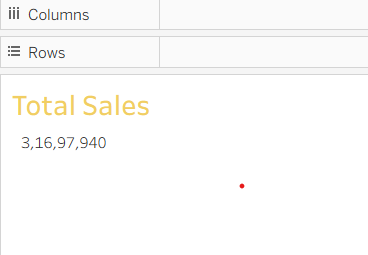 Columns
Rows
Total Sales
3,16,97,940